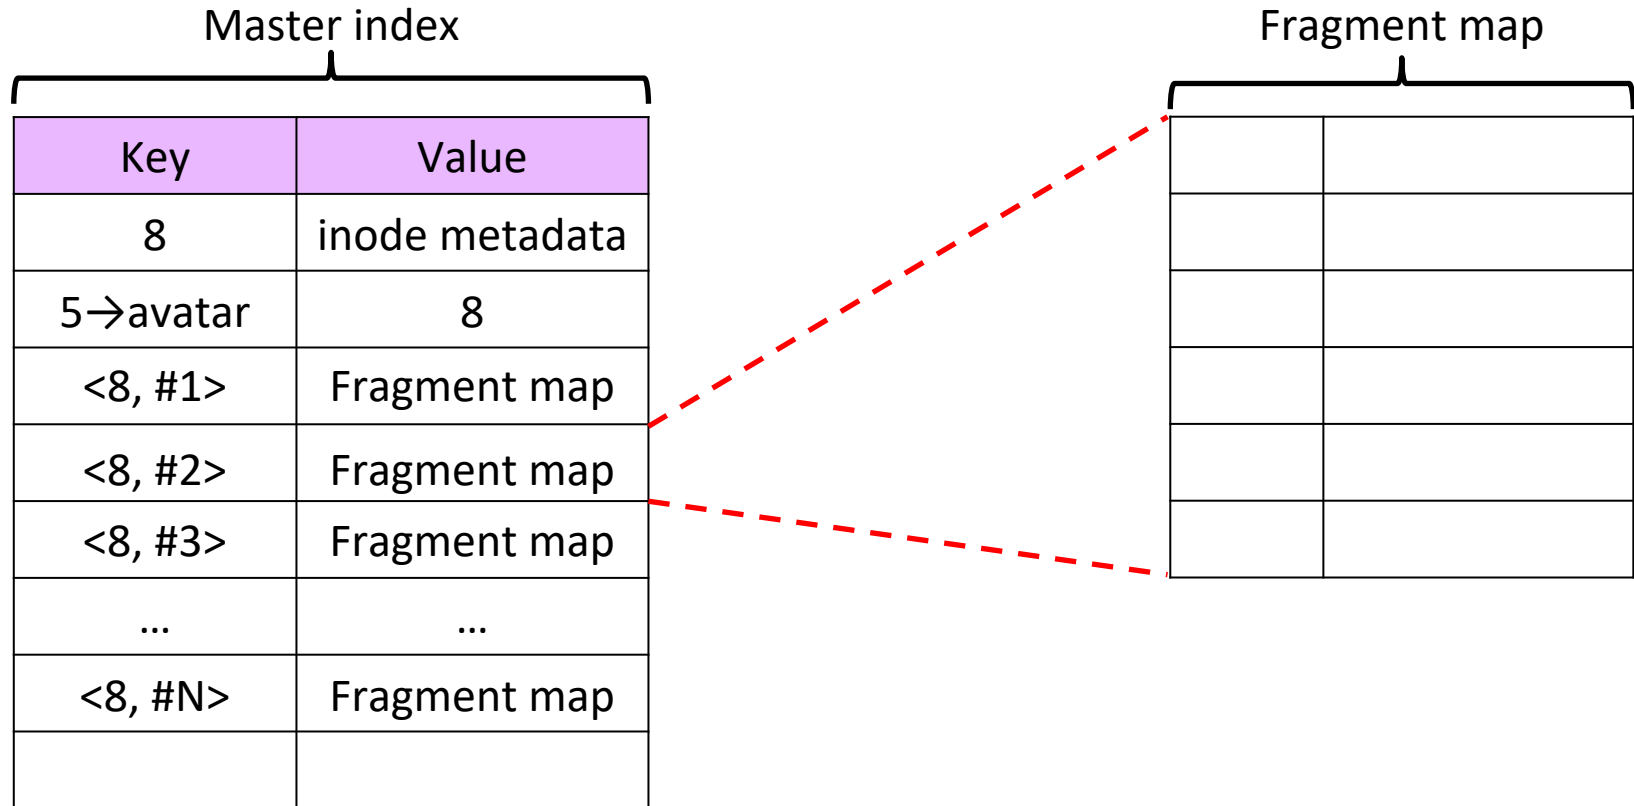 Master index
Fragment map
Key Value
8 inode metadata
5→avatar 8
<8, #1> Fragment map
<8, #2> Fragment map
<8, #3> Fragment map
... ...
<8, #N> Fragment map